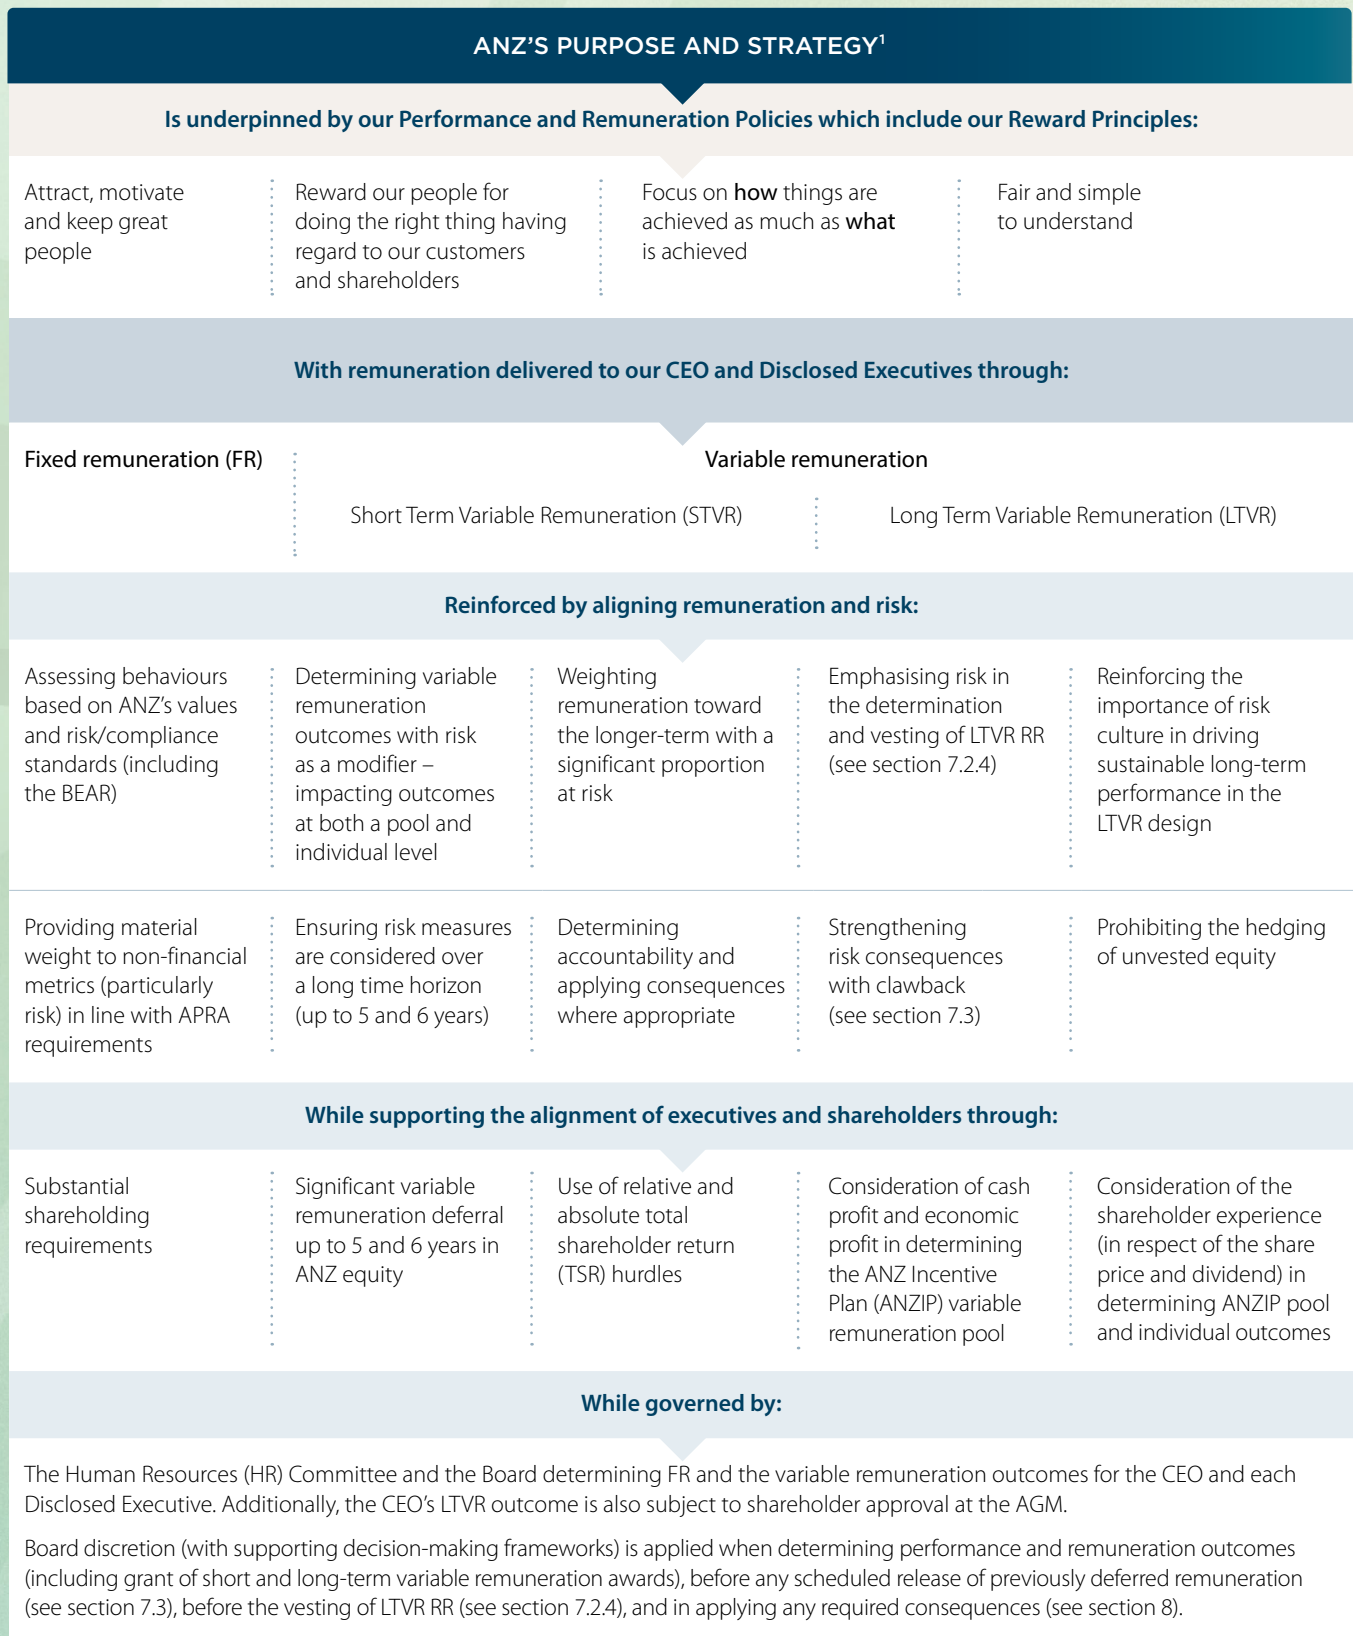 ANZ’S PURPOSE AND STRATEGY¹
Is underpinned by our Performance and Remuneration Policies which include our Reward Principles:
Attract, motivate
and keep great
people
Reward our people for
doing the right thing having
regard to our customers
and shareholders
Focus on how things are
achieved as much as what
is achieved
Fair and simple
to understand
With remuneration delivered to our CEO and Disclosed Executives through:
Fixed remuneration (FR)
Variable remuneration
Short Term Variable Remuneration (STVR)
Long Term Variable Remuneration (LTVR)
Reinforced by aligning remuneration and risk:
Assessing behaviours
based on ANZ’s values
and risk/compliance
standards (including
the BEAR)
Determining variable
remuneration
outcomes with risk
as a modifier –
impacting outcomes
at both a pool and
individual level
Weighting
remuneration toward
the longer-term with a
significant proportion
at risk
Emphasising risk in
the determination
and vesting of LTVR RR
(see section 7.2.4)
Reinforcing the
importance of risk
culture in driving
sustainable long-term
performance in the
LTVR design
Providing material
weight to non-financial
metrics (particularly
risk) in line with APRA
requirements
Ensuring risk measures
are considered over
a long time horizon
(up to 5 and 6 years)
Determining
accountability and
applying consequences
where appropriate
Strengthening
risk consequences
with clawback
(see section 7.3)
Prohibiting the hedging
of unvested equity
While supporting the alignment of executives and shareholders through:
Substantial
shareholding
requirements
Significant variable
remuneration deferral
up to 5 and 6 years in
ANZ equity
Use of relative and
absolute total
shareholder return
(TSR) hurdles
Consideration of cash
profit and economic
profit in determining
the ANZ Incentive
Plan (ANZIP) variable
remuneration pool
Consideration of the
shareholder experience
(in respect of the share
price and dividend) in
determining ANZIP pool
and individual outcomes
While governed by:
The Human Resources (HR) Committee and the Board determining FR and the variable remuneration outcomes for the CEO and each
Disclosed Executive. Additionally, the CEO’s LTVR outcome is also subject to shareholder approval at the AGM.
Board discretion (with supporting decision-making frameworks) is applied when determining performance and remuneration outcomes
(including grant of short and long-term variable remuneration awards), before any scheduled release of previously deferred remuneration
(see section 7.3), before the vesting of LTVR RR (see section 7.2.4), and in applying any required consequences (see section 8).